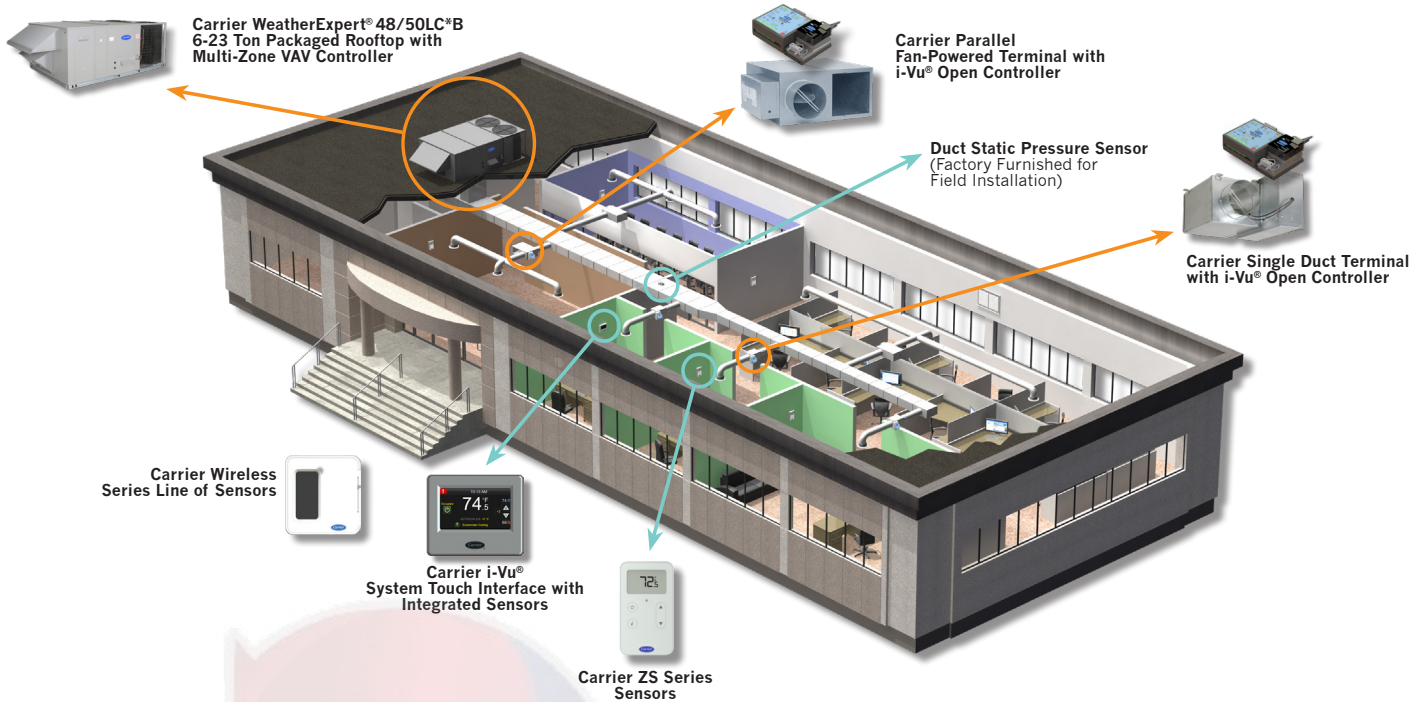 Carrier WeatherExpert® 48/50LC*B
6-23 Ton Packaged Rooftop with
Multi-Zone VAV Controller
Carrier Parallel
Fan-Powered Terminal with
i-Vu® Open Controller
Duct Static Pressure Sensor
(Factory Furnished for
Field Installation)
Carrier Single Duct Terminal
with i-Vu® Open Controller
Carrier Wireless
Series Line of Sensors
74°F
.5
Carrier i-Vu®
System Touch Interface with
Integrated Sensors
72.5
Carrier ZS Series
Sensors